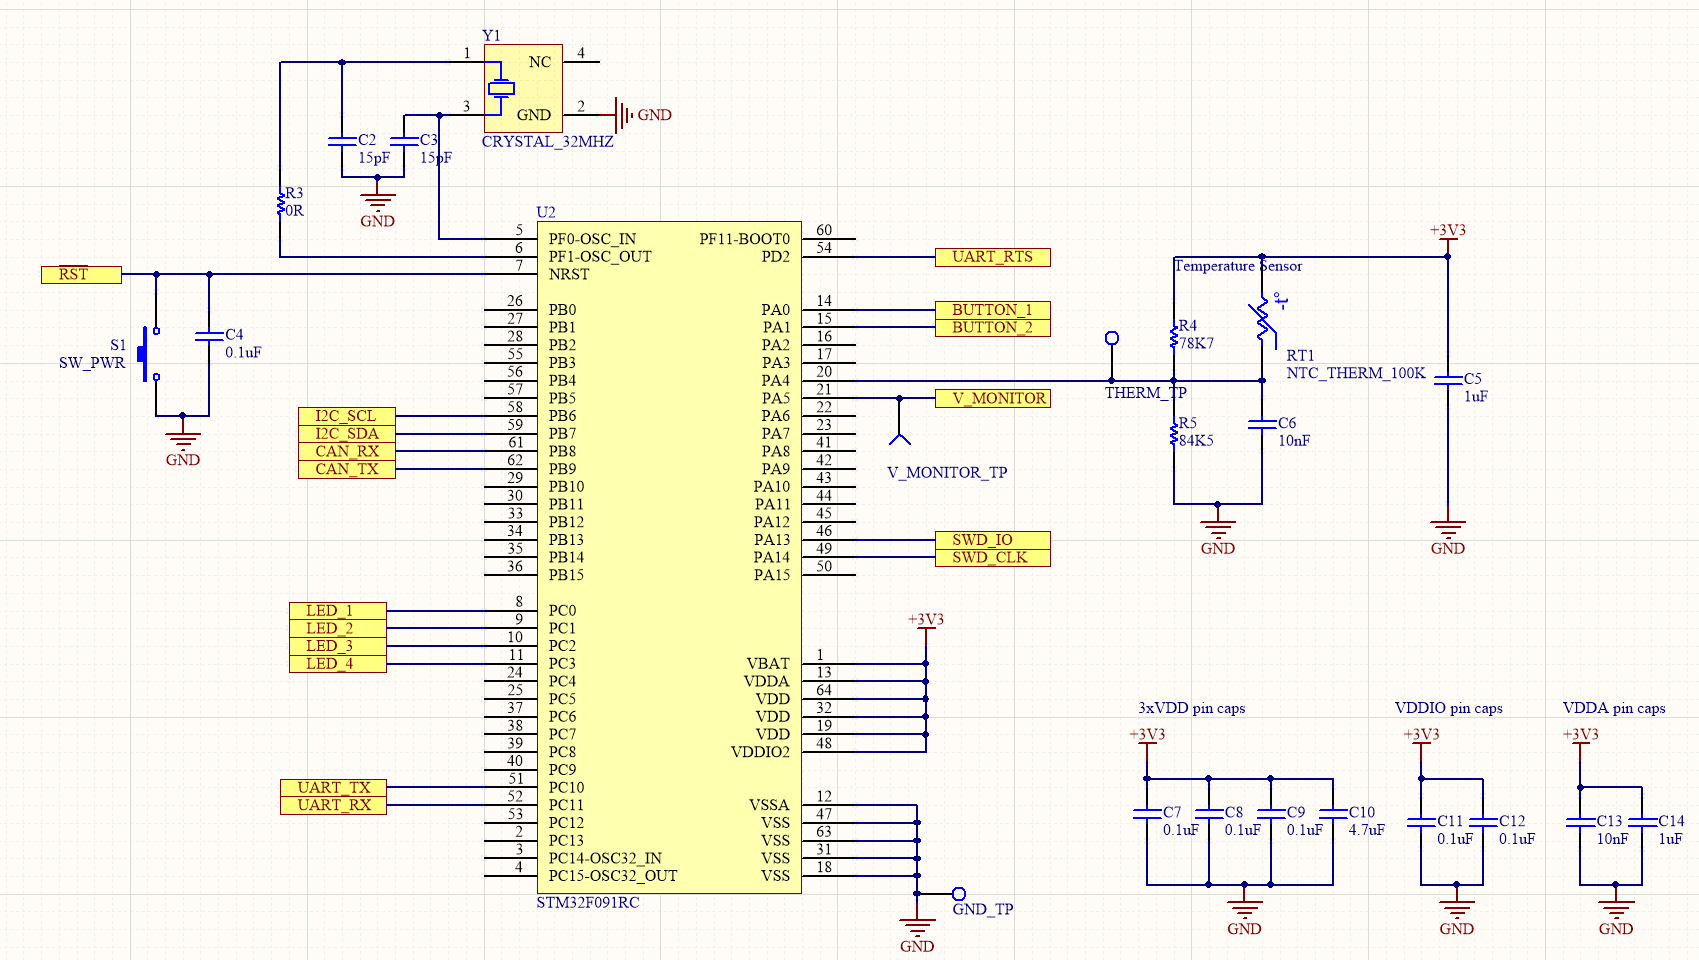 Y1
1
NC
4
3
GND
2
GND
CRYSTAL_32MHZ
C2
15pF
C3
15pF
GND
R3
0R
RST
S1
SW_PWR
C4
0.1uF
GND
U2
5
PF0-OSC_IN
6
PF1-OSC_OUT
7
NRST
26
PB0
27
PB1
28
PB2
55
PB3
56
PB4
57
PB5
I2C_SCL
58
PB6
I2C_SDA
59
PB7
CAN_RX
61
PB8
CAN_TX
62
PB9
29
PB10
30
PB11
33
PB12
34
PB13
35
PB14
36
PB15
LED_1
8
PC0
LED_2
9
PC1
LED_3
10
PC2
LED_4
11
PC3
24
PC4
25
PC5
37
PC6
38
PC7
39
PC8
40
PC9
UART_TX
51
PC10
UART_RX
52
PC11
53
PC12
2
PC13
3
PC14-OSC32_IN
4
PC15-OSC32_OUT
STM32F091RC
PF11-BOOT0
60
PD2
54
UART_RTS
PA0
14
BUTTON_1
PA1
15
BUTTON_2
PA2
16
PA3
17
PA4
20
PA5
21
V_MONITOR
PA6
22
PA7
23
PA8
41
PA9
42
PA10
43
PA11
44
PA12
45
PA13
46
SWD_IO
PA14
49
SWD_CLK
PA15
50
V_MONITOR_TP
+3V3
VBAT
1
VDDA
13
VDD
64
VDD
32
VDD
19
VDDIO2
48
VSSA
12
VSS
47
VSS
63
VSS
31
VSS
18
GND_TP
GND
THERM_TP
Temperature Sensor
+3V3
R4
78K7
-t°
RT1
NTC_THERM_100K
R5
84K5
C6
10nF
GND
C5
1uF
GND
3xVDD pin caps
+3V3
C7
0.1uF
C8
0.1uF
C9
0.1uF
C10
4.7uF
GND
VDDIO pin caps
+3V3
C11
0.1uF
C12
0.1uF
GND
VDDA pin caps
+3V3
C13
10nF
C14
1uF
GND